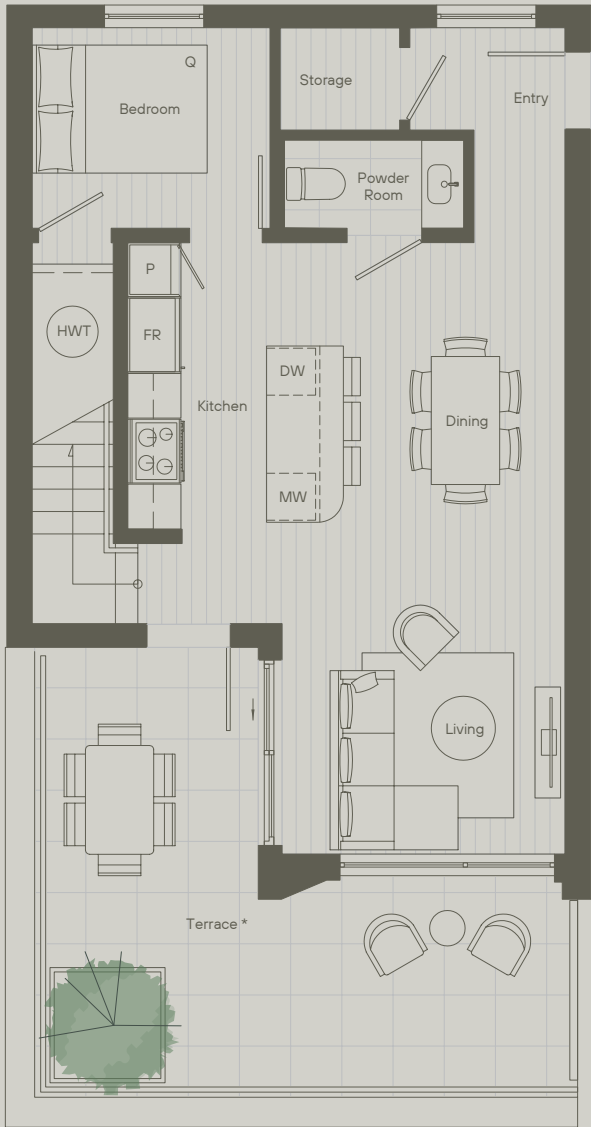 Q
Bedroom
Storage
Entry
Powder
Room
P
HWT
FR
DW
Kitchen
Dining
MW
Living
Terrace *